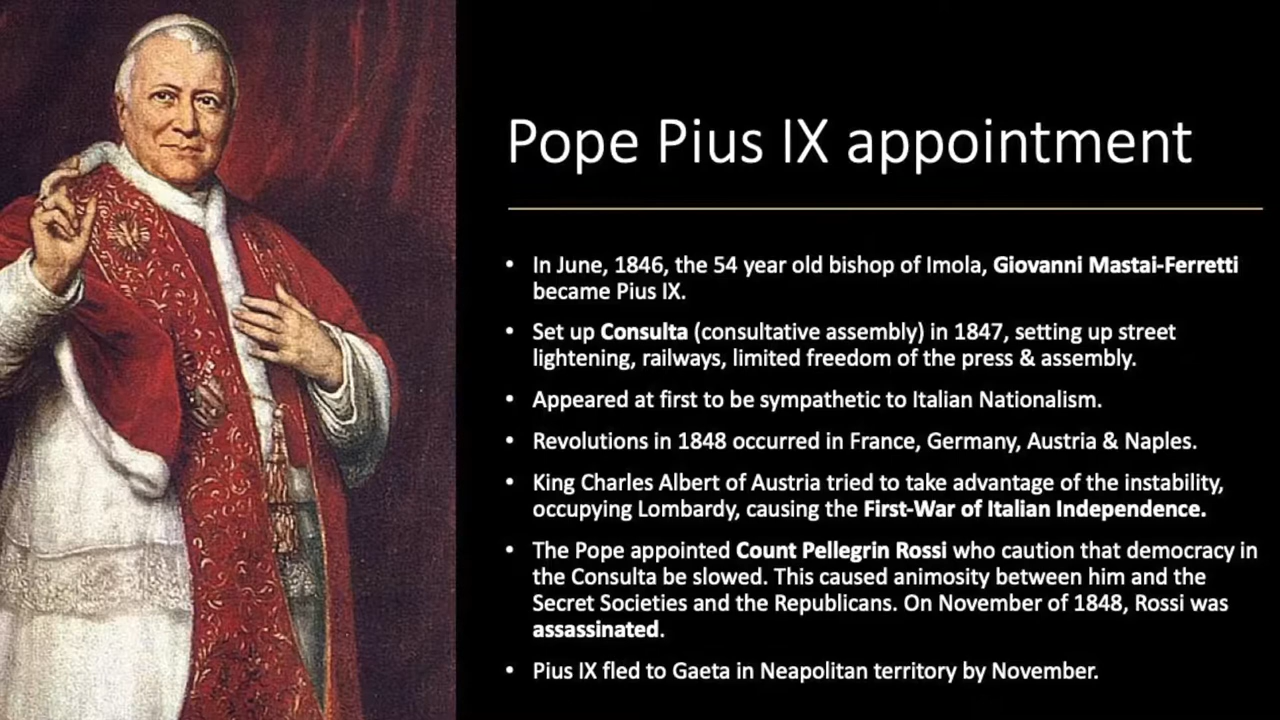 Pope Pius IX appointment
• In June, 1846, the 54 year old bishop of Imola, Giovanni Mastai-Ferretti
became Pius IX.
• Set up Consulta (consultative assembly) in 1847, setting up street
lightening, railways, limited freedom of the press & assembly.
• Appeared at first to be sympathetic to Italian Nationalism.
• Revolutions in 1848 occurred in France, Germany, Austria & Naples.
• King Charles Albert of Austria tried to take advantage of the instability,
occupying Lombardy, causing the First-War of Italian Independence.
• The Pope appointed Count Pellegrin Rossi who caution that democracy in
the Consulta be slowed. This caused animosity between him and the
Secret Societies and the Republicans. On November of 1848, Rossi was
assassinated.
• Pius IX fled to Gaeta in Neapolitan territory by November.